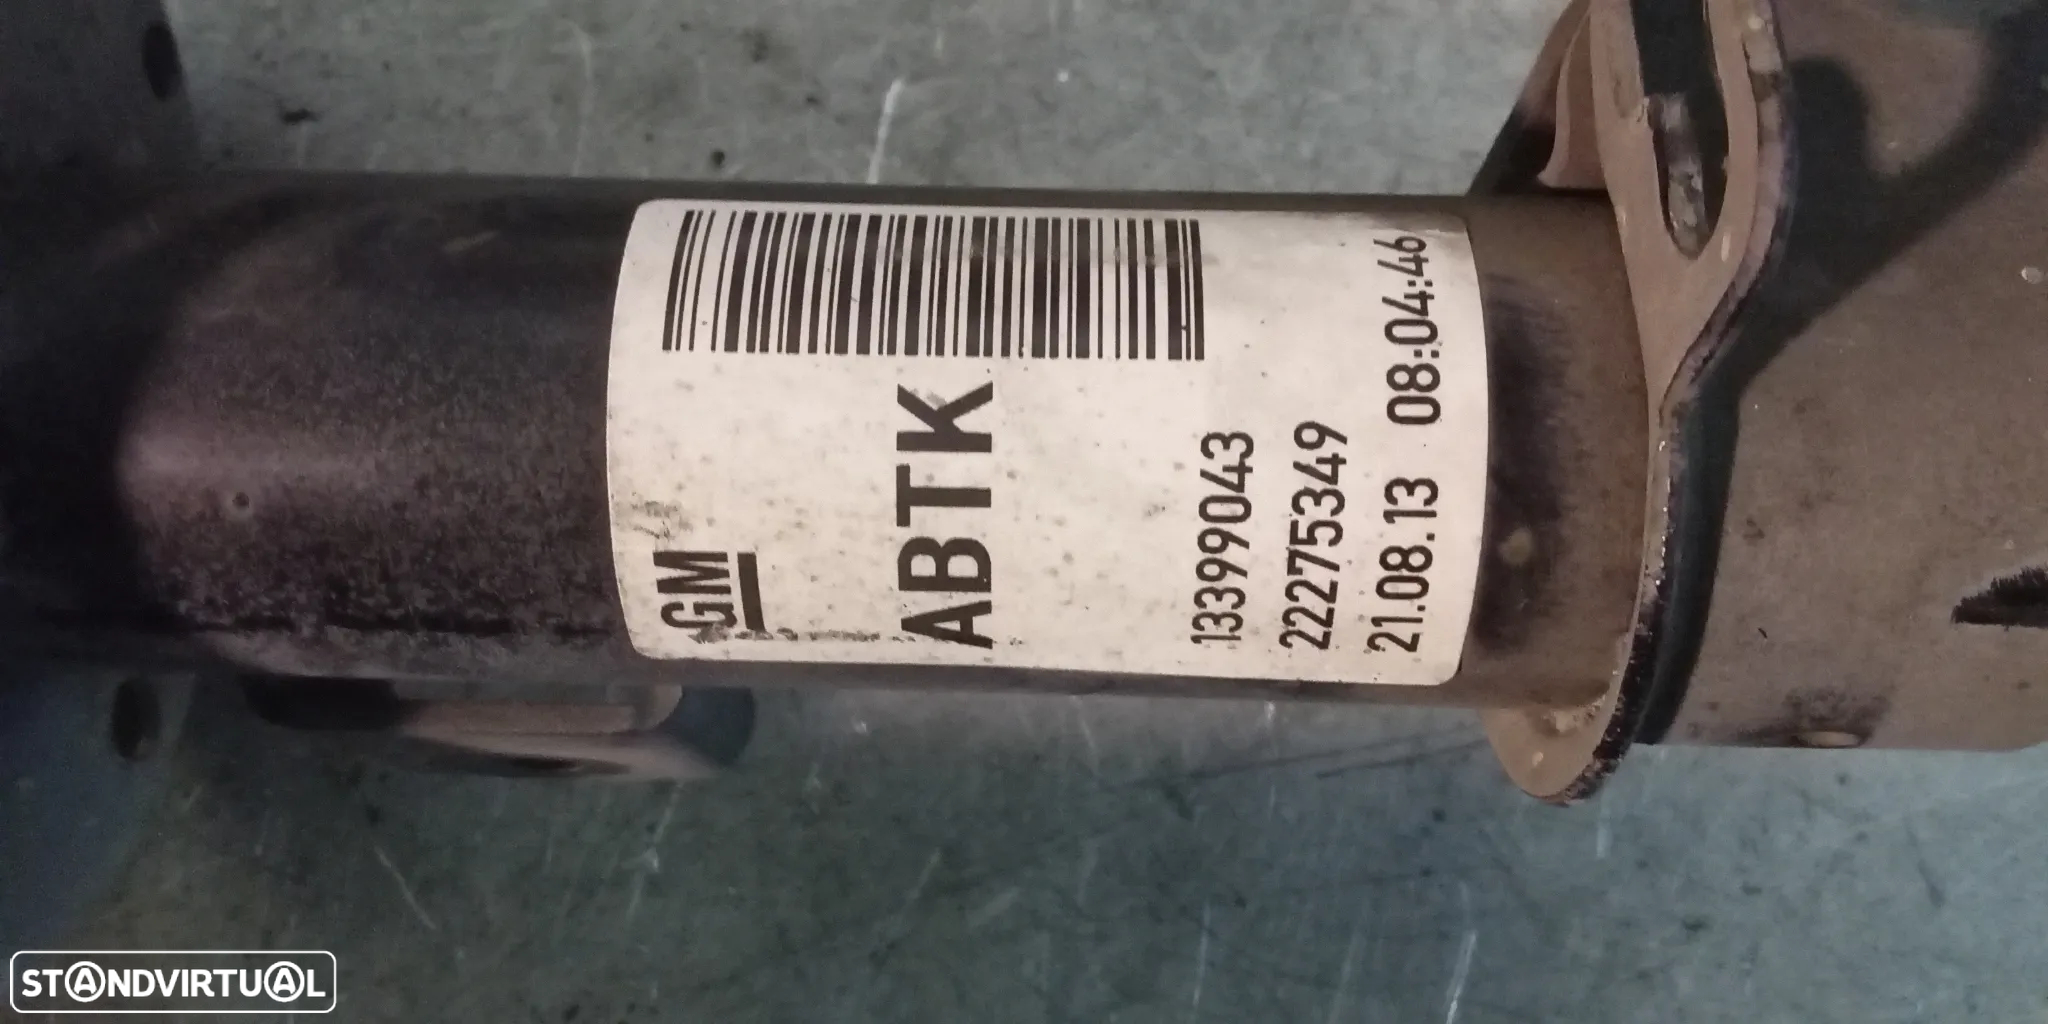 GM
ABTK
13399043
22275349
21.08.13 08:04:46
STANDVIRTUAL